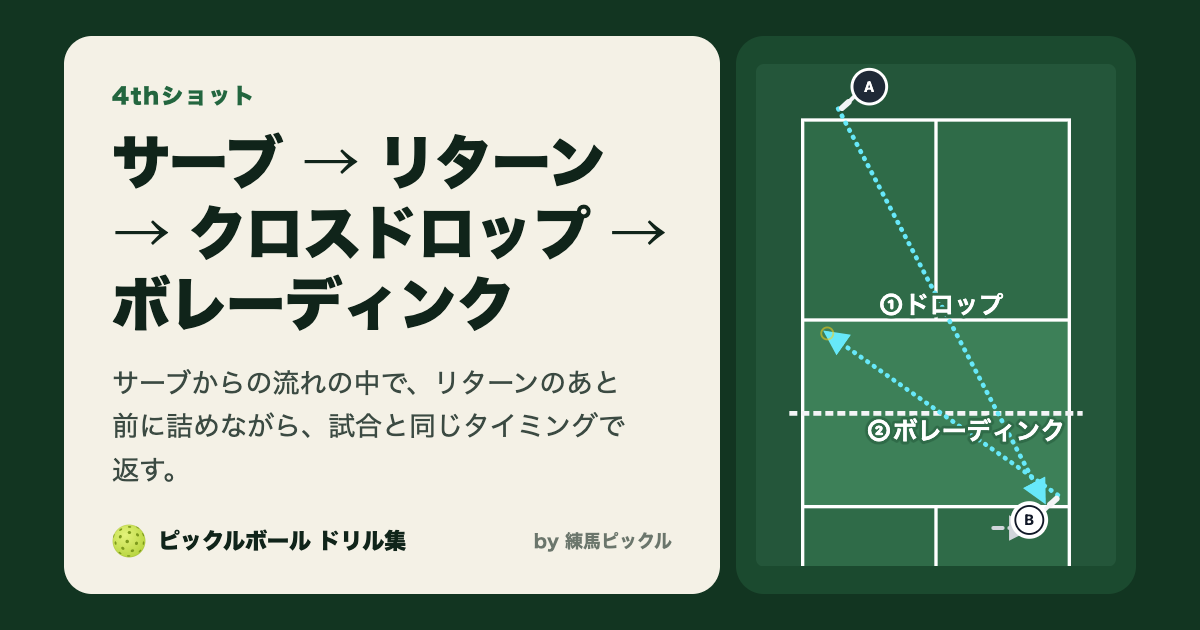 4thショット
サーブ → リターン
→ クロスドロップ →
ボレーディンク
サーブからの流れの中で、リターンのあと
前に詰めながら、試合と同じタイミングで
返す。
ピックルボール ドリル集
by 練馬ピックル
A
①ドロップ
②ボレーディンク
B